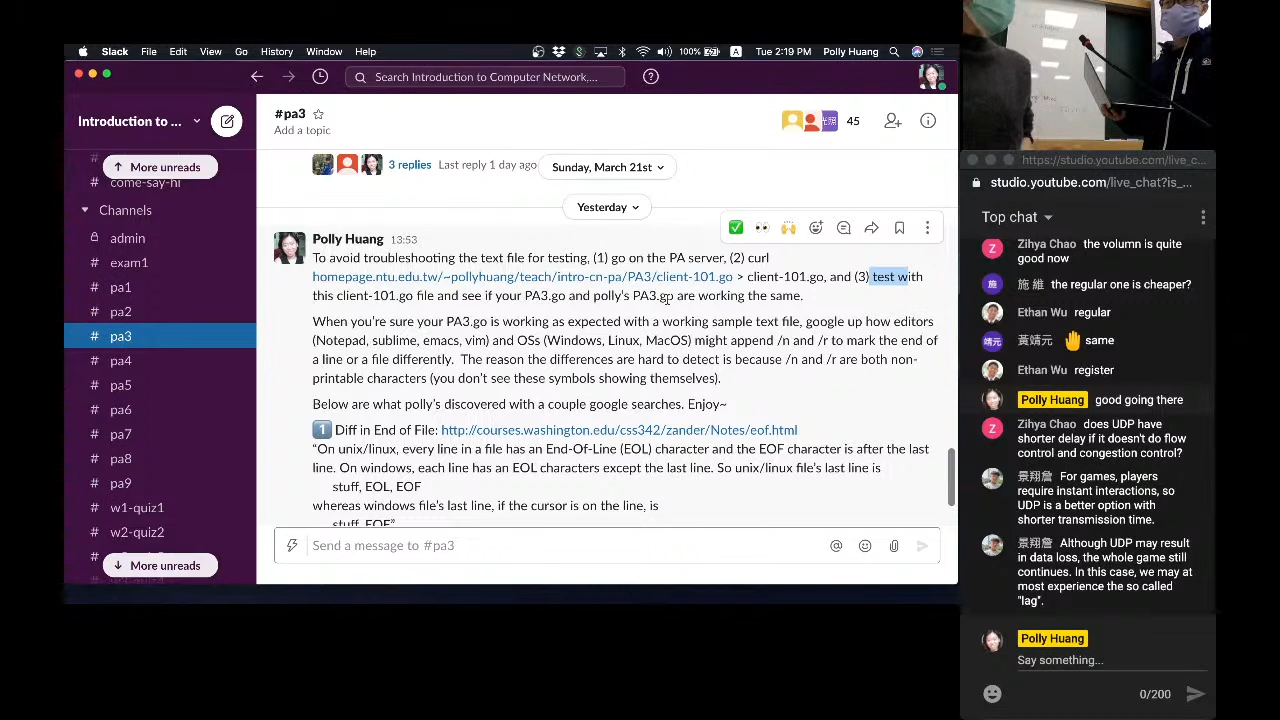 Slack File Edit View Go History Window Help 100% A Tue 2:19 PM Polly Huang
Search Introduction to Computer Network,...
Introduction to ...
More unreads
come-say-hi
Channels
admin
# exam1
# pa1
# pa2
# pa3
# pa4
# pa5
# pa6
# pa7
# pa8
# pa9
# w1-quiz1
# w2-quiz2
More unreads
#pa3
Add a topic
45
3 replies Last reply 1 day ago
Sunday, March 21st
Yesterday
Polly Huang 13:53
To avoid troubleshooting the text file for testing, (1) go on the PA server, (2) curl
homepage.ntu.edu.tw/~pollyhuang/teach/intro-cn-pa/PA3/client-101.go > client-101.go, and (3) test with
this client-101.go file and see if your PA3.go and polly's PA3.go are working the same.
When you're sure your PA3.go is working as expected with a working sample text file, google up how editors
(Notepad, sublime, emacs, vim) and OSs (Windows, Linux, MacOS) might append /n and /r to mark the end of
a line or a file differently. The reason the differences are hard to detect is because /n and /r are both non-
printable characters (you don't see these symbols showing themselves).
Below are what polly's discovered with a couple google searches. Enjoy~
1 Diff in End of File: http://courses.washington.edu/css342/zander/Notes/eof.html
“On unix/linux, every line in a file has an End-Of-Line (EOL) character and the EOF character is after the last
line. On windows, each line has an EOL characters except the last line. So unix/linux file's last line is
stuff, EOL, EOF
whereas windows file's last line, if the cursor is on the line, is
stuff, EOF”
Send a message to #pa3
https://studio.youtube.com/live_c...
studio.youtube.com/live_chat?is_...
Top chat
Zihya Chao the volumn is quite
good now
施 維 the regular one is cheaper?
Ethan Wu regular
黃靖元 same
Ethan Wu register
Polly Huang good going there
Zihya Chao does UDP have
shorter delay if it doesn't do flow
control and congestion control?
景翔詹 For games, players
require instant interactions, so
UDP is a better option with
shorter transmission time.
景翔詹 Although UDP may result
in data loss, the whole game still
continues. In this case, we may at
most experience the so called
"lag".
Polly Huang
Say something...
0/200